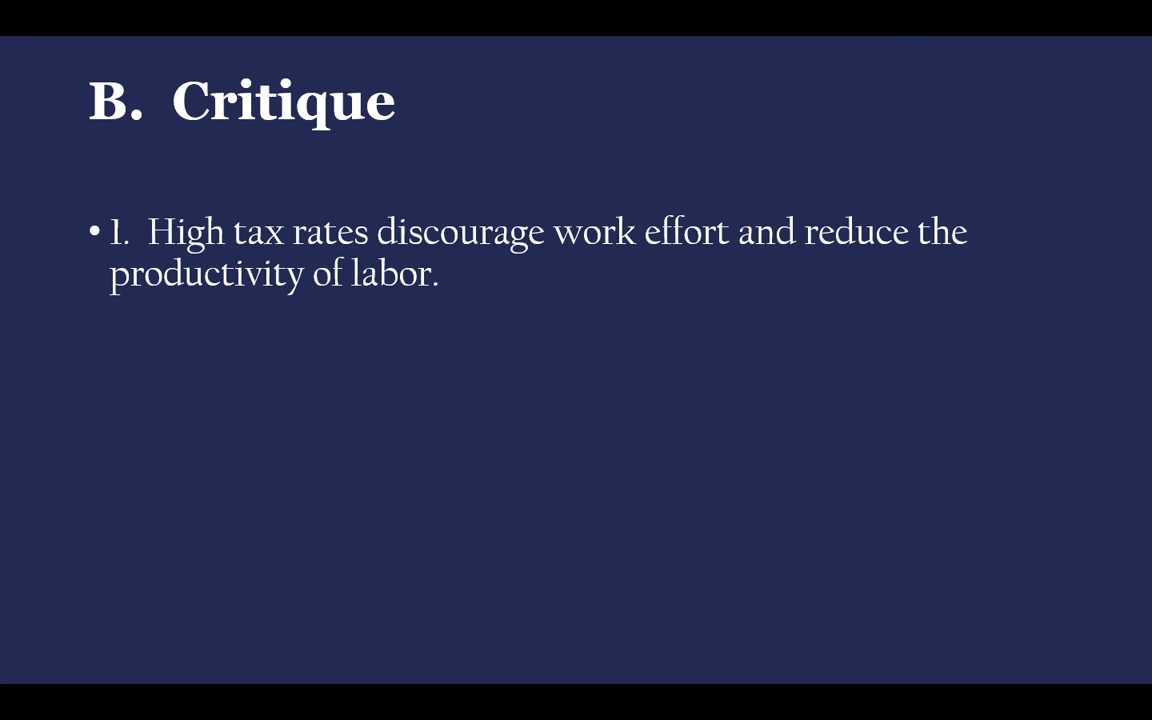 B. Critique
• 1. High tax rates discourage work effort and reduce the
productivity of labor.